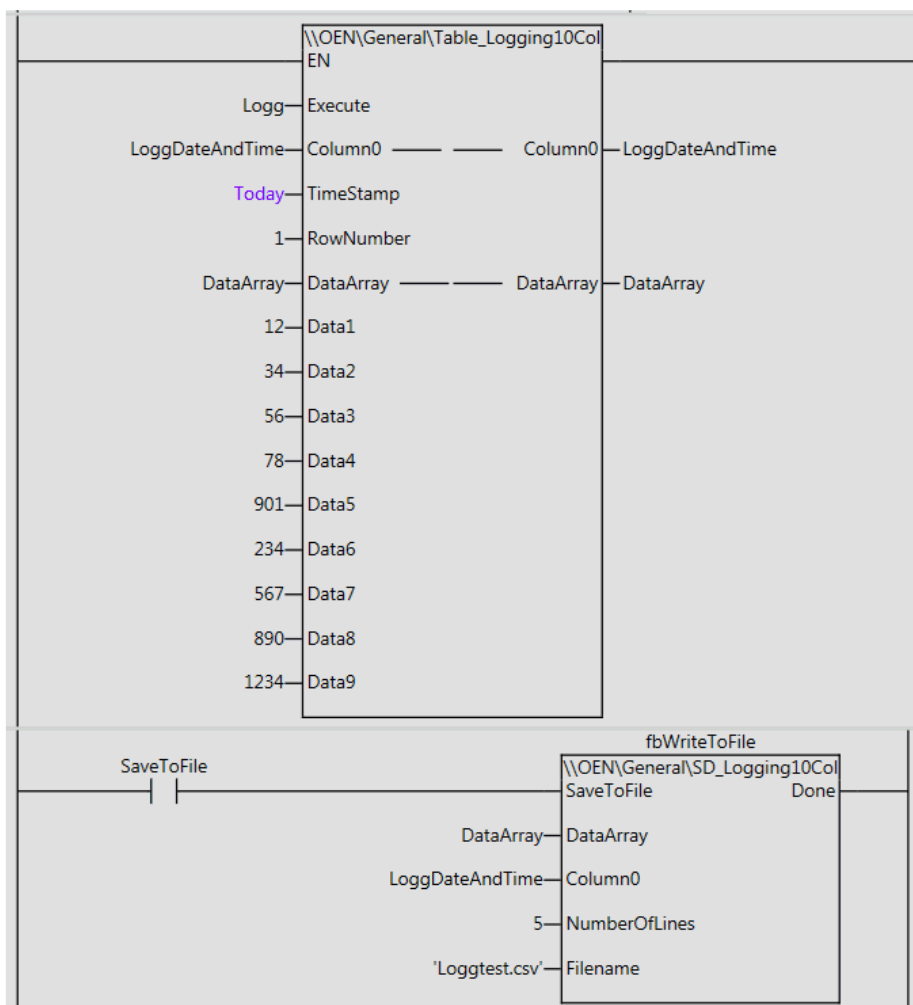 \\OEN\General\Table_Logging10Col
EN
Logg Execute
LoggDateAndTime Column0 Column0 LoggDateAndTime
Today TimeStamp
1 RowNumber
DataArray DataArray DataArray DataArray
12 Data1
34 Data2
56 Data3
78 Data4
901 Data5
234 Data6
567 Data7
890 Data8
1234 Data9
fbWriteToFile
SaveToFile \\OEN\General\SD_Logging10Col
SaveToFile Done
DataArray DataArray
LoggDateAndTime Column0
5 NumberOfLines
'Loggtest.csv' Filename